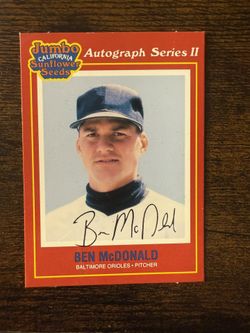 Jumbo
CALIFORNIA
Sunflower
Seeds
Autograph Series II
Ben McDonald
BEN McDONALD
BALTIMORE ORIOLES • PITCHER